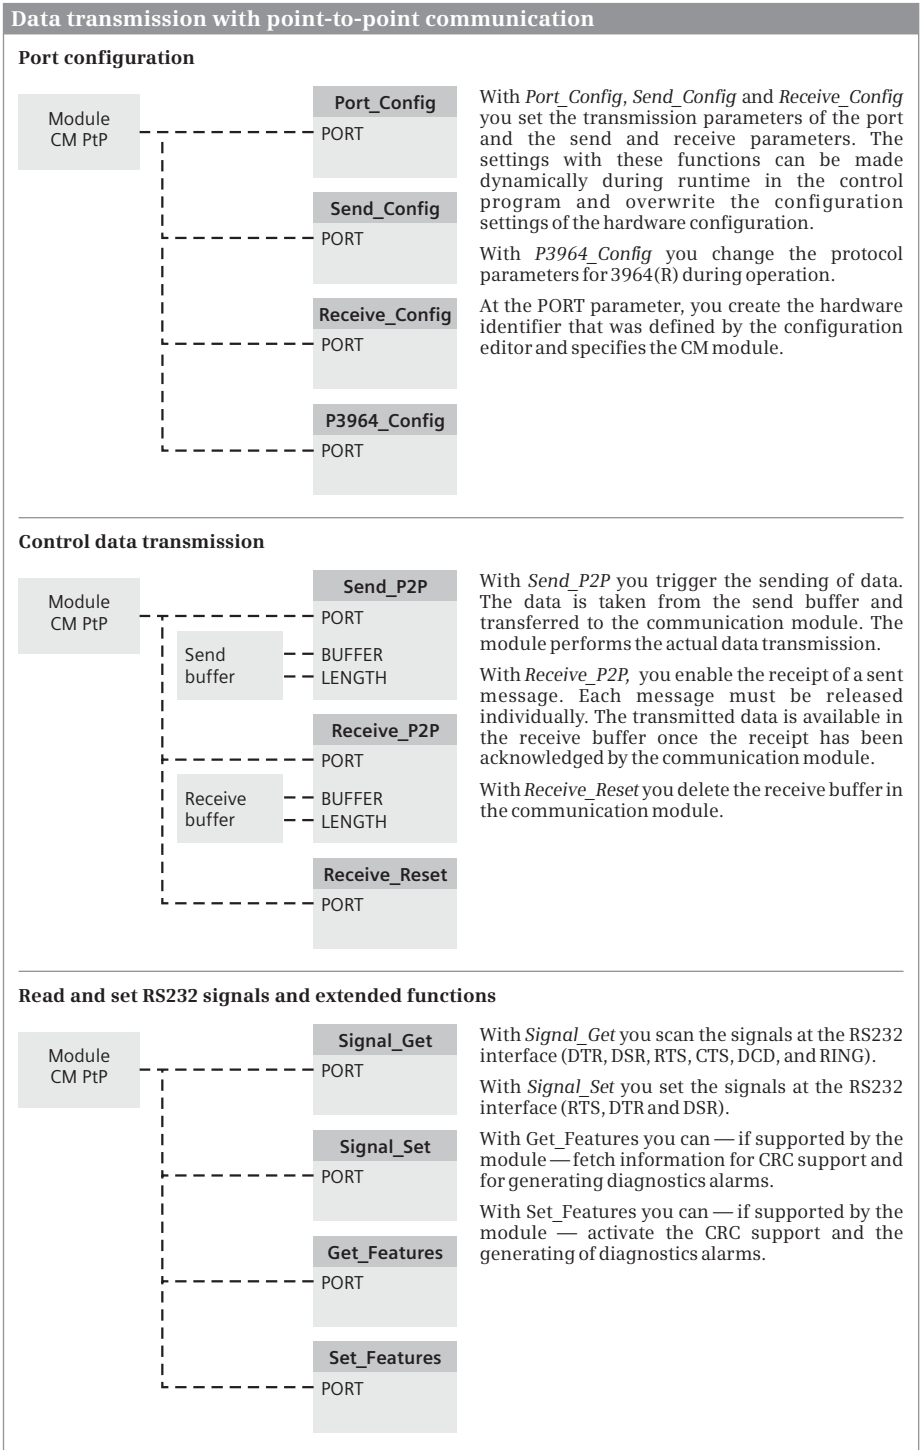 Data transmission with point-to-point communication
Port configuration
Module
CM PtP
Port_Config
PORT
Send_Config
PORT
Receive_Config
PORT
P3964_Config
PORT
With Port_Config, Send_Config and Receive_Config
you set the transmission parameters of the port
and the send and receive parameters. The
settings with these functions can be made
dynamically during runtime in the control
program and overwrite the configuration
settings of the hardware configuration.
With P3964_Config you change the protocol
parameters for 3964(R) during operation.
At the PORT parameter, you create the hardware
identifier that was defined by the configuration
editor and specifies the CM module.
Control data transmission
Module
CM PtP
Send_P2P
PORT
Send
buffer
BUFFER
LENGTH
Receive_P2P
PORT
Receive
buffer
BUFFER
LENGTH
Receive_Reset
PORT
With Send_P2P you trigger the sending of data.
The data is taken from the send buffer and
transferred to the communication module. The
module performs the actual data transmission.
With Receive_P2P, you enable the receipt of a sent
message. Each message must be released
individually. The transmitted data is available in
the receive buffer once the receipt has been
acknowledged by the communication module.
With Receive_Reset you delete the receive buffer in
the communication module.
Read and set RS232 signals and extended functions
Module
CM PtP
Signal_Get
PORT
Signal_Set
PORT
Get_Features
PORT
Set_Features
PORT
With Signal_Get you scan the signals at the RS232
interface (DTR, DSR, RTS, CTS, DCD, and RING).
With Signal_Set you set the signals at the RS232
interface (RTS, DTR and DSR).
With Get_Features you can — if supported by the
module — fetch information for CRC support and
for generating diagnostics alarms.
With Set_Features you can — if supported by the
module — activate the CRC support and the
generating of diagnostics alarms.